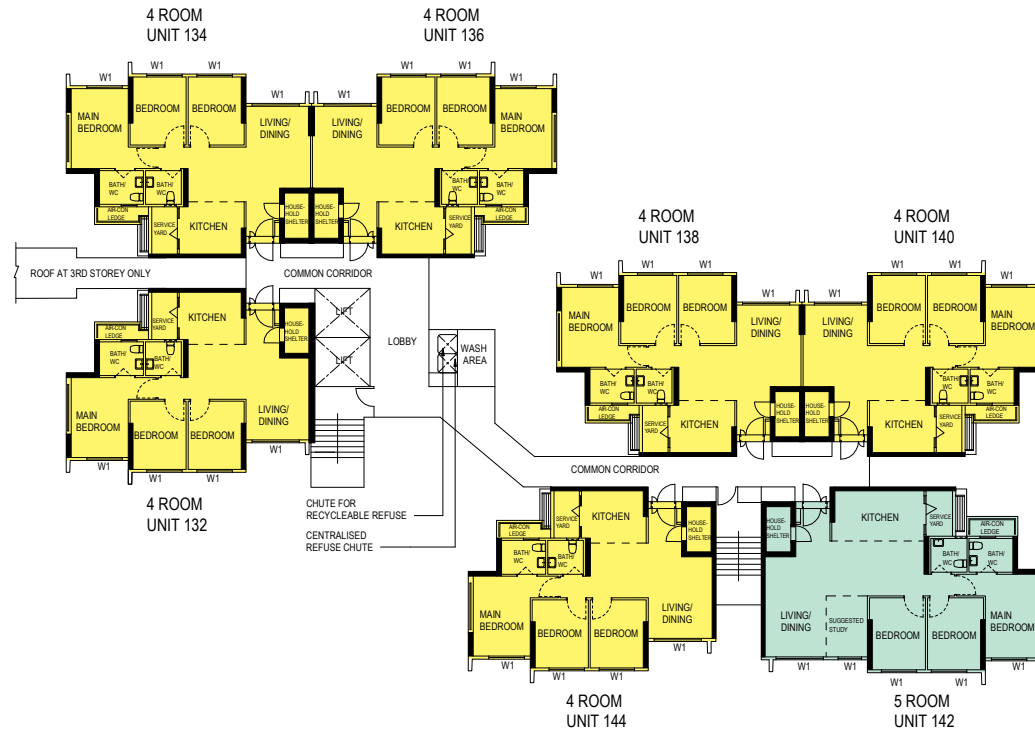 4 ROOM
UNIT 134
4 ROOM
UNIT 136
W1
W1
W1
W1
W1
W1
W1
W1
MAIN
BEDROOM
BEDROOM
BEDROOM
LIVING/
DINING
LIVING/
DINING
BEDROOM
BEDROOM
MAIN
BEDROOM
BATH/
WC
BATH/
WC
BATH/
WC
BATH/
WC
AIR-CON
LEDGE
SERVICE
YARD
KITCHEN
HOUSE-
HOLD
SHELTER
HOUSE-
HOLD
SHELTER
KITCHEN
SERVICE
YARD
AIR-CON
LEDGE
ROOF AT 3RD STOREY ONLY
COMMON CORRIDOR
4 ROOM
UNIT 138
4 ROOM
UNIT 140
AIR-CON
LEDGE
SERVICE
YARD
KITCHEN
HOUSE-
HOLD
SHELTER
LIFT
LIFT
LOBBY
WASH
AREA
BATH/
WC
BATH/
WC
MAIN
BEDROOM
BEDROOM
BEDROOM
LIVING/
DINING
W1
W1
W1
W1
4 ROOM
UNIT 132
W1
W1
W1
W1
W1
W1
W1
W1
MAIN
BEDROOM
BEDROOM
BEDROOM
LIVING/
DINING
LIVING/
DINING
BEDROOM
BEDROOM
MAIN
BEDROOM
BATH/
WC
BATH/
WC
BATH/
WC
BATH/
WC
AIR-CON
LEDGE
SERVICE
YARD
KITCHEN
HOUSE-
HOLD
SHELTER
HOUSE-
HOLD
SHELTER
KITCHEN
SERVICE
YARD
AIR-CON
LEDGE
COMMON CORRIDOR
CHUTE FOR
RECYCLEABLE REFUSE
CENTRALISED
REFUSE CHUTE
AIR-CON
LEDGE
SERVICE
YARD
KITCHEN
HOUSE-
HOLD
SHELTER
HOUSE-
HOLD
SHELTER
KITCHEN
SERVICE
YARD
AIR-CON
LEDGE
BATH/
WC
BATH/
WC
BATH/
WC
BATH/
WC
MAIN
BEDROOM
BEDROOM
BEDROOM
LIVING/
DINING
LIVING/
DINING
SUGGESTED
STUDY
BEDROOM
BEDROOM
MAIN
BEDROOM
W1
W1
W1
W1
W1
W1
W1
W1
W1
4 ROOM
UNIT 144
5 ROOM
UNIT 142